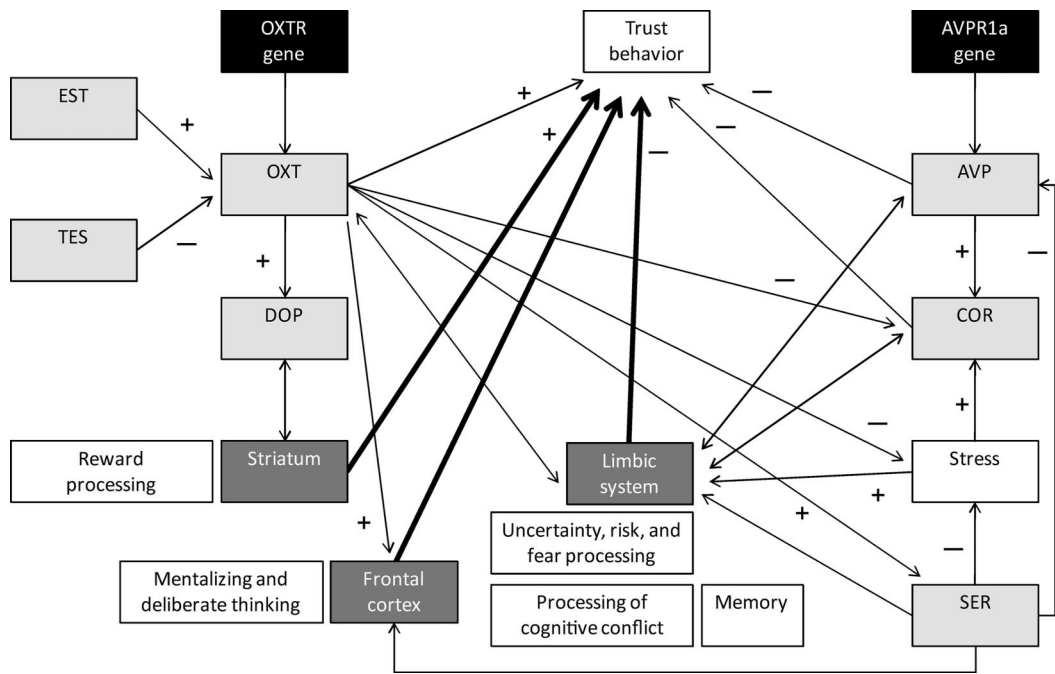 OXTR
gene
Trust
behavior
AVPR1a
gene
EST
+
+
—
—
+
OXT
AVP
TES
—
+
—
+
—
—
DOP
COR
—
+
Reward
processing
Striatum
Limbic
system
Stress
+
+
+
Uncertainty, risk, and
fear processing
—
Mentalizing and
deliberate thinking
Frontal
cortex
Processing of
cognitive conflict
Memory
SER